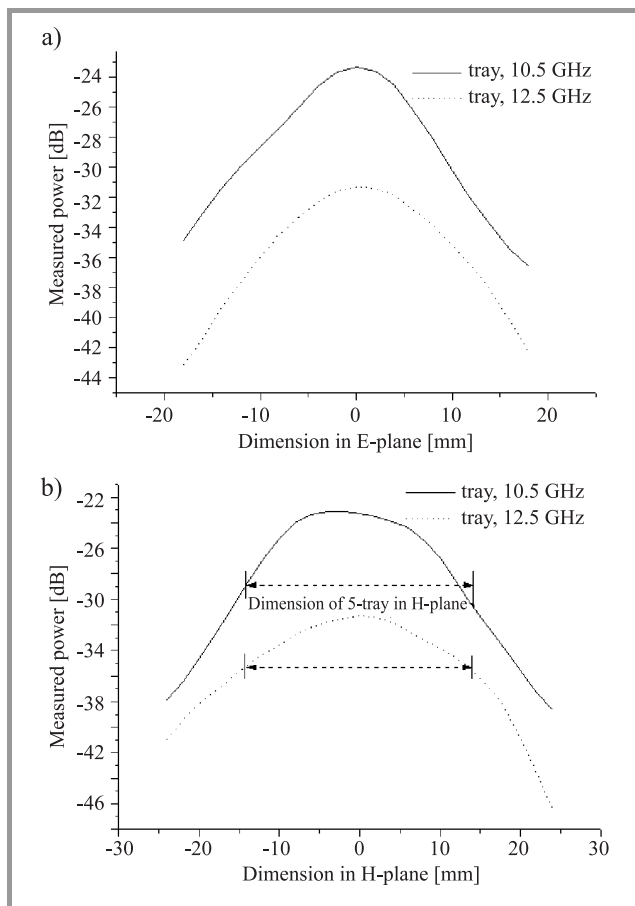 a)
-24
-26
-28
-30
-32
-34
-36
-38
-40
-42
-44
Measured power [dB]
tray, 10.5 GHz
tray, 12.5 GHz
-20 -10 0 10 20
Dimension in E-plane [mm]
b)
-22
-26
-30
-34
-38
-42
-46
Measured power [dB]
tray, 10.5 GHz
tray, 12.5 GHz
Dimension of 5-tray in H-plane
-30 -20 -10 0 10 20 30
Dimension in H-plane [mm]